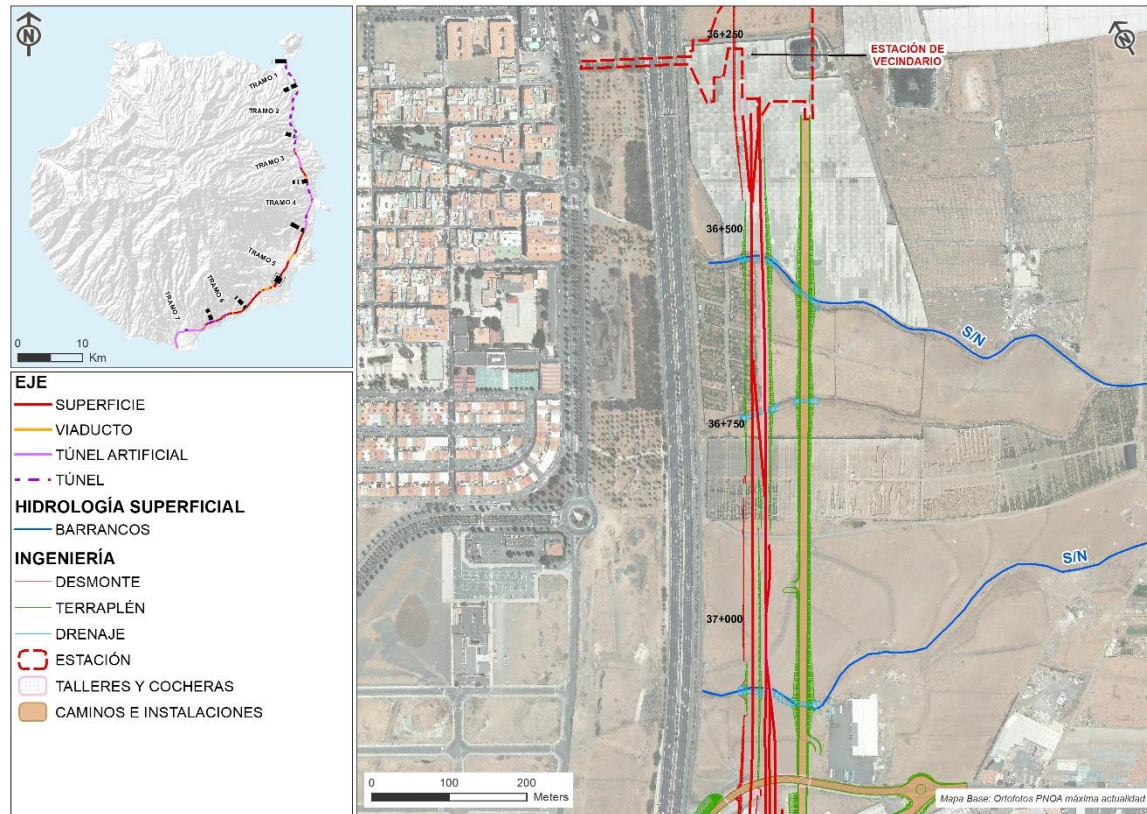 N
TRAMO 1
TRAMO 2
TRAMO 3
TRAMO 4
TRAMO 5
TRAMO 6
TRAMO 7
0 10
Km
EJE
SUPERFICIE
VIADUCTO
TÚNEL ARTIFICIAL
TÚNEL
HIDROLOGÍA SUPERFICIAL
BARRANCOS
INGENIERÍA
DESMONTE
TERRAPLÉN
DRENAJE
ESTACIÓN
TALLERES Y COCHERAS
CAMINOS E INSTALACIONES
N
36+250
ESTACIÓN DE
VECINDARIO
36+500
S/N
36+750
S/N
37+000
0 100 200
Meters
Mapa Base: Ortofotos PNOA máxima actualidad